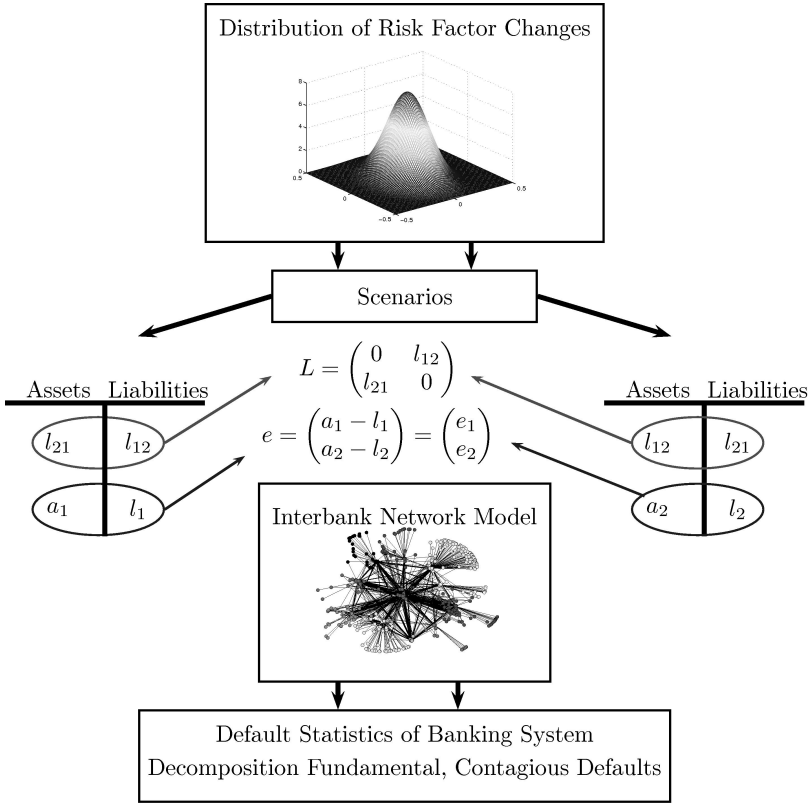 Distribution of Risk Factor Changes
8
6
4
2
0
0.5
0
−0.5
−0.5
0
0.5
Scenarios
L = ( 0 l₁₂
l₂₁ 0 )
Assets Liabilities
l₂₁ l₁₂
a₁ l₁
e = ( a₁ − l₁
a₂ − l₂ ) = ( e₁
e₂ )
Assets Liabilities
l₁₂ l₂₁
a₂ l₂
Interbank Network Model
Default Statistics of Banking System
Decomposition Fundamental, Contagious Defaults